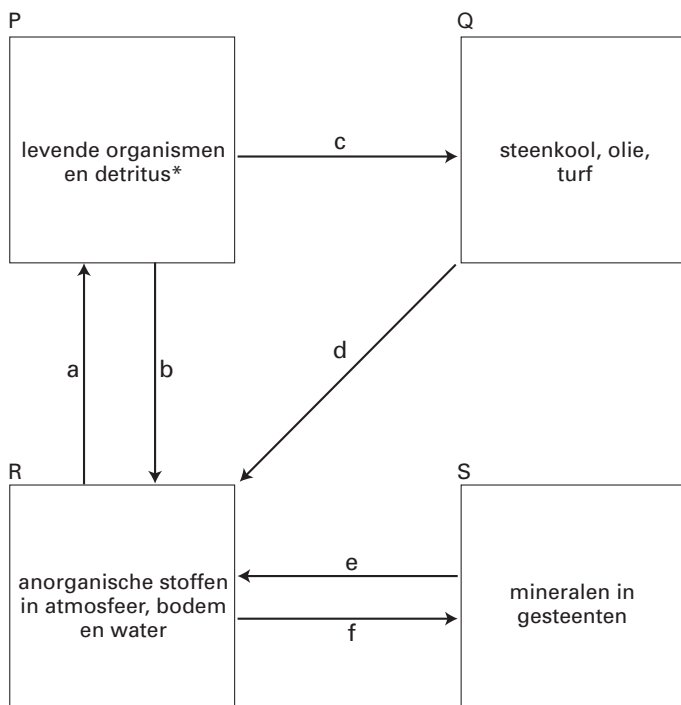 P
Q
levende organismen
en detritus*
c
steenkool, olie,
turf
a
b
d
R
S
anorganische stoffen
in atmosfeer, bodem
en water
e
f
mineralen in
gesteenten